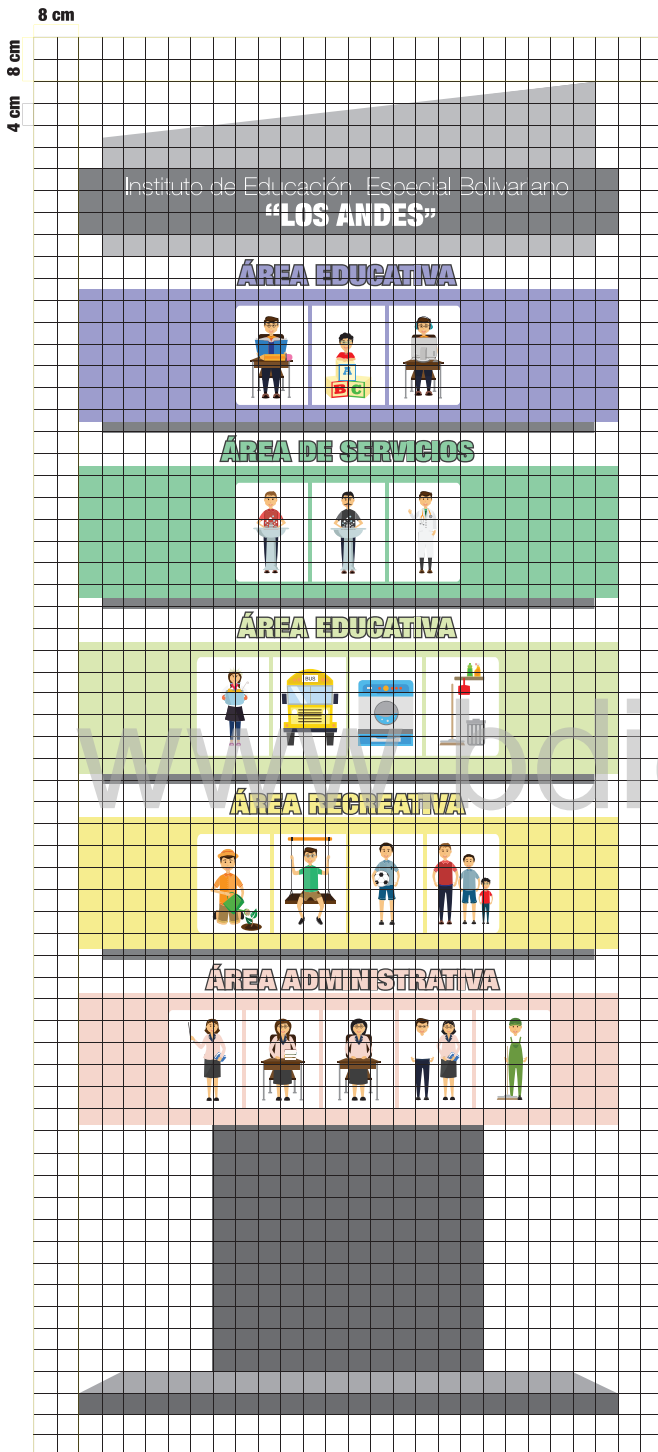 8 cm
8 cm
4 cm
Instituto de Educación Especial Bolivariano
“LOS ANDES”
ÁREA EDUCATIVA
A
B C
ÁREA DE SERVICIOS
ÁREA EDUCATIVA
BUS
www.bdi
ÁREA RECREATIVA
ÁREA ADMINISTRATIVA